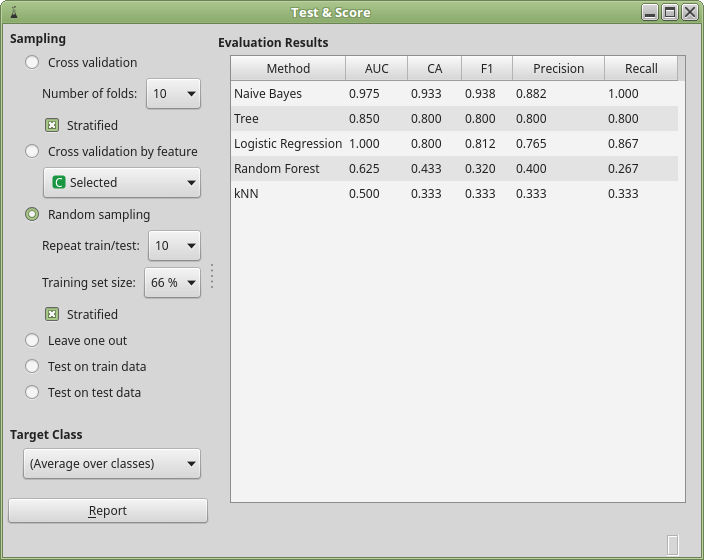 Test & Score
Sampling
Cross validation
Number of folds: 10
Stratified
Cross validation by feature
C Selected
Random sampling
Repeat train/test: 10
Training set size: 66 %
Stratified
Leave one out
Test on train data
Test on test data
Target Class
(Average over classes)
Report
Evaluation Results
Method AUC CA F1 Precision Recall
Naive Bayes 0.975 0.933 0.938 0.882 1.000
Tree 0.850 0.800 0.800 0.800 0.800
Logistic Regression 1.000 0.800 0.812 0.765 0.867
Random Forest 0.625 0.433 0.320 0.400 0.267
kNN 0.500 0.333 0.333 0.333 0.333